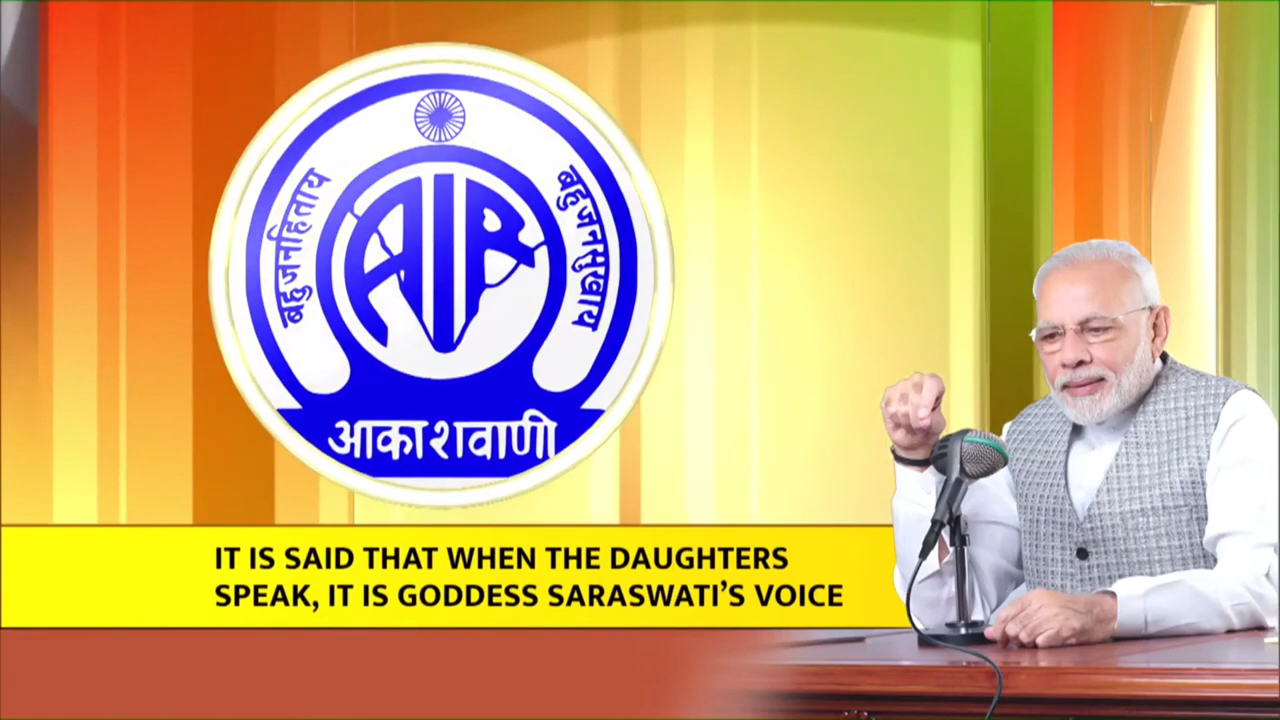 बहुजनहिताय
बहुजनसुखाय
AIR
आकाशवाणी
IT IS SAID THAT WHEN THE DAUGHTERS
SPEAK, IT IS GODDESS SARASWATI’S VOICE